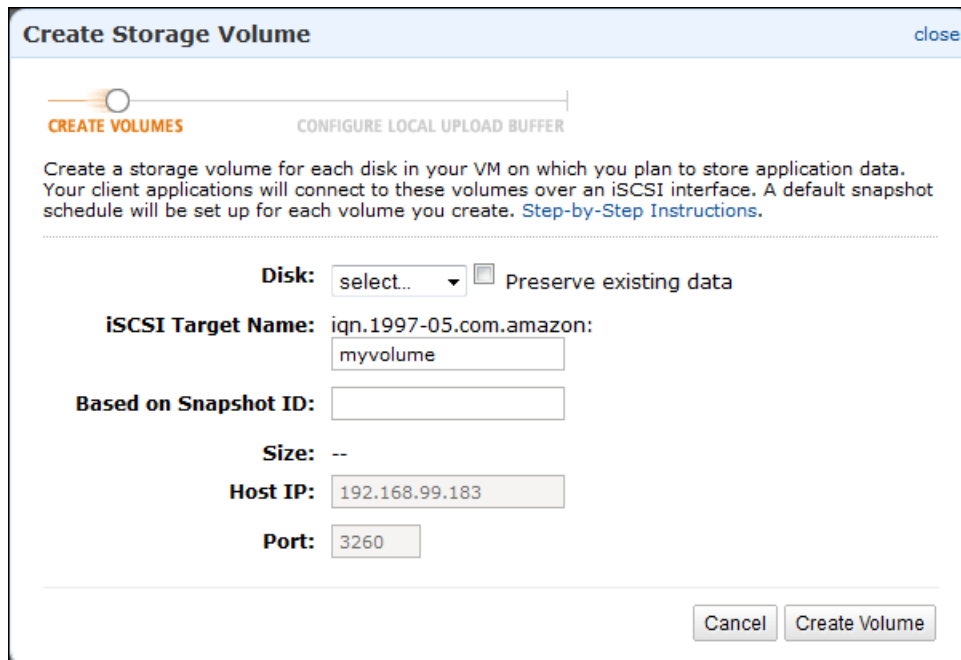 Create Storage Volume close
CREATE VOLUMES CONFIGURE LOCAL UPLOAD BUFFER
Create a storage volume for each disk in your VM on which you plan to store application data.
Your client applications will connect to these volumes over an iSCSI interface. A default snapshot
schedule will be set up for each volume you create. Step-by-Step Instructions.
Disk: select... Preserve existing data
iSCSI Target Name: iqn.1997-05.com.amazon:
myvolume
Based on Snapshot ID:
Size: --
Host IP: 192.168.99.183
Port: 3260
Cancel Create Volume